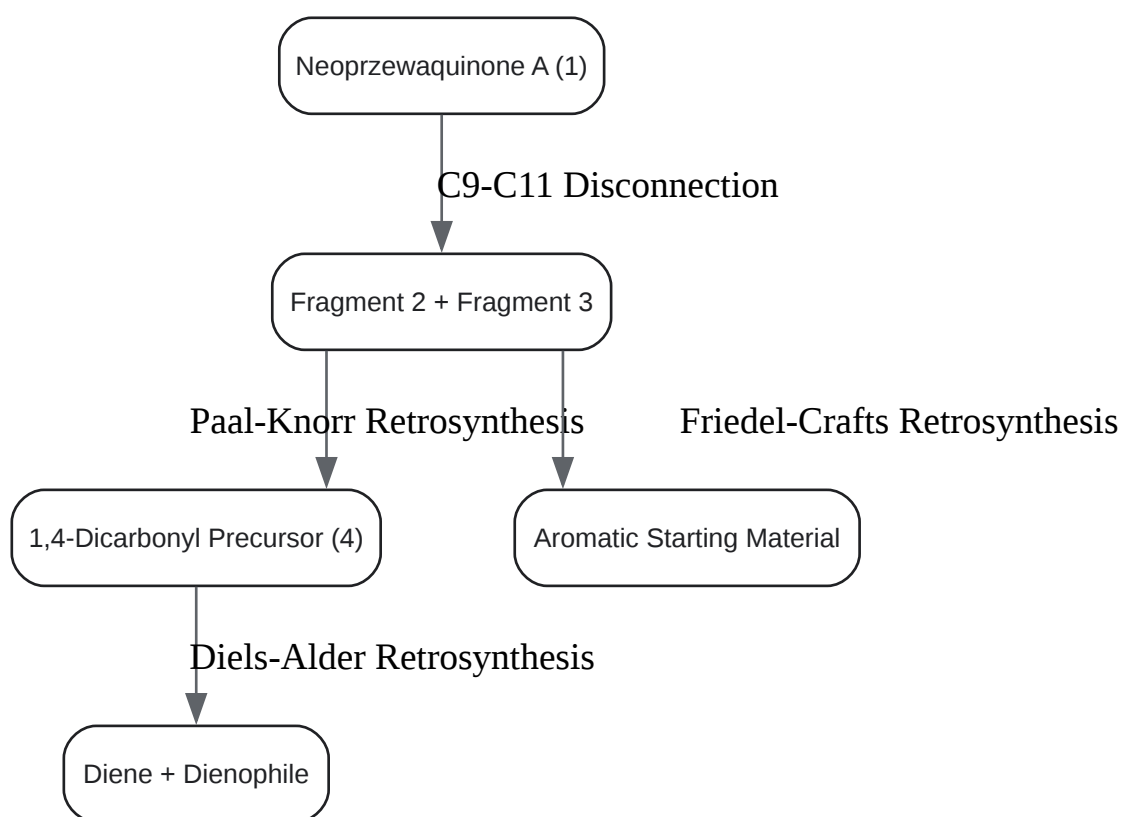 Neoprzewaquinone A (1)
C9-C11 Disconnection
Fragment 2 + Fragment 3
Paal-Knorr Retrosynthesis
Friedel-Crafts Retrosynthesis
1,4-Dicarbonyl Precursor (4)
Aromatic Starting Material
Diels-Alder Retrosynthesis
Diene + Dienophile